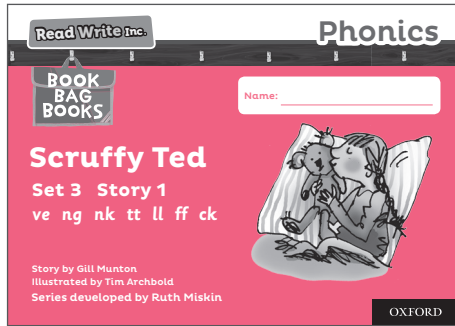 Read Write Inc.
Phonics
BOOK
BAG
BOOKS
Name:
Scruffy Ted
Set 3 Story 1
ve ng nk tt ll ff ck
Story by Gill Munton
Illustrated by Tim Archbold
Series developed by Ruth Miskin
OXFORD